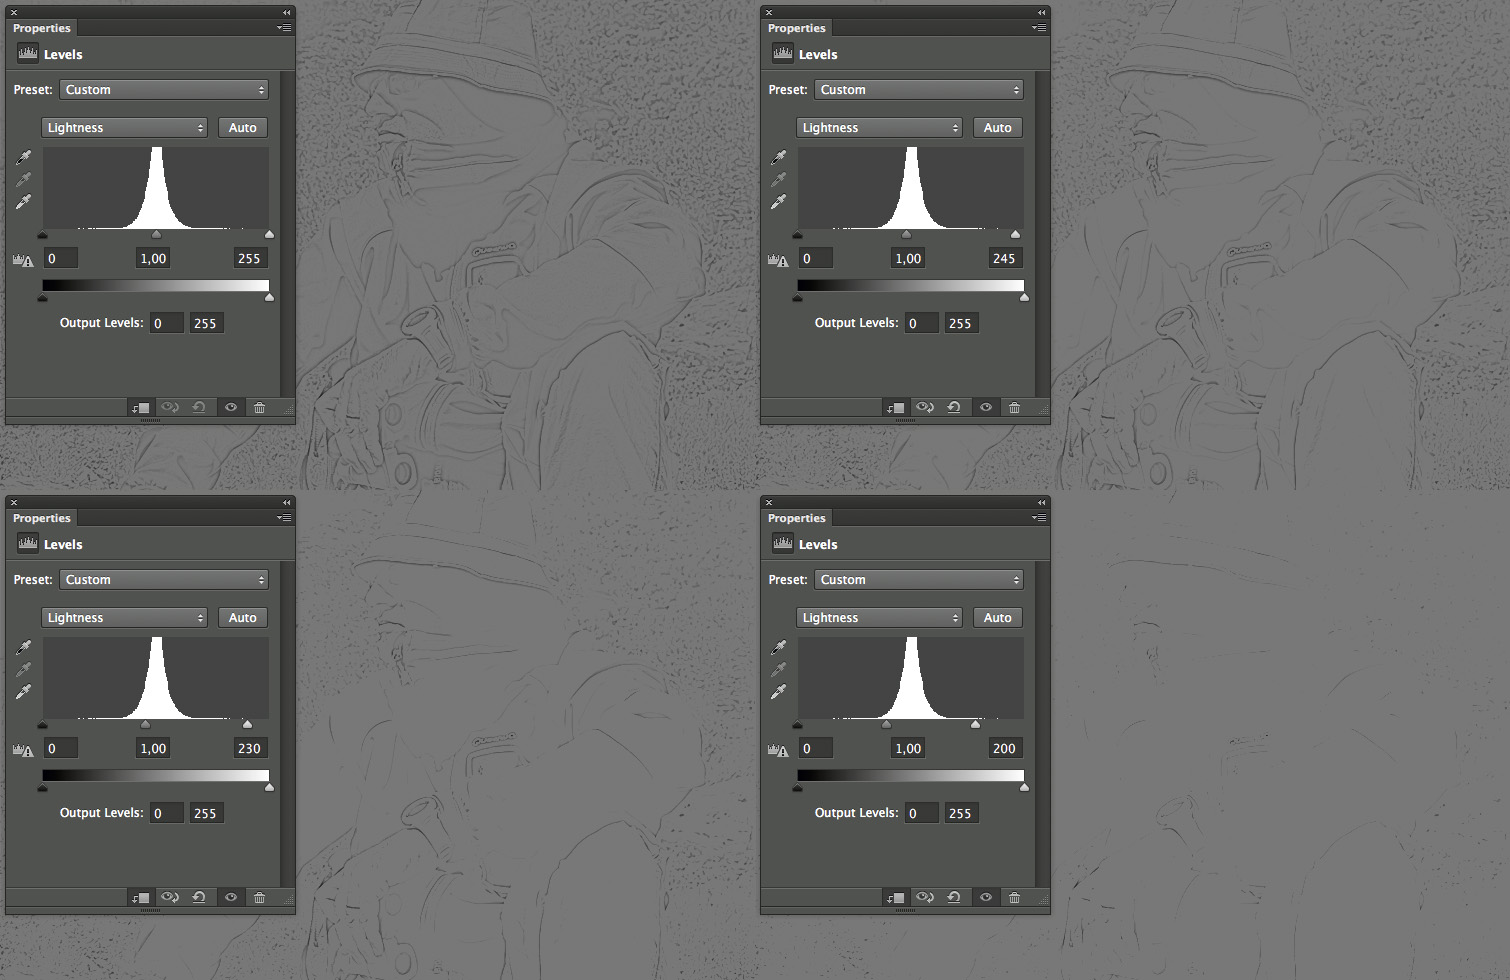 Properties
Levels
Preset: Custom
Lightness Auto
0 1,00 255
Output Levels: 0 255
Properties
Levels
Preset: Custom
Lightness Auto
0 1,00 245
Output Levels: 0 255
Properties
Levels
Preset: Custom
Lightness Auto
0 1,00 230
Output Levels: 0 255
Properties
Levels
Preset: Custom
Lightness Auto
0 1,00 200
Output Levels: 0 255